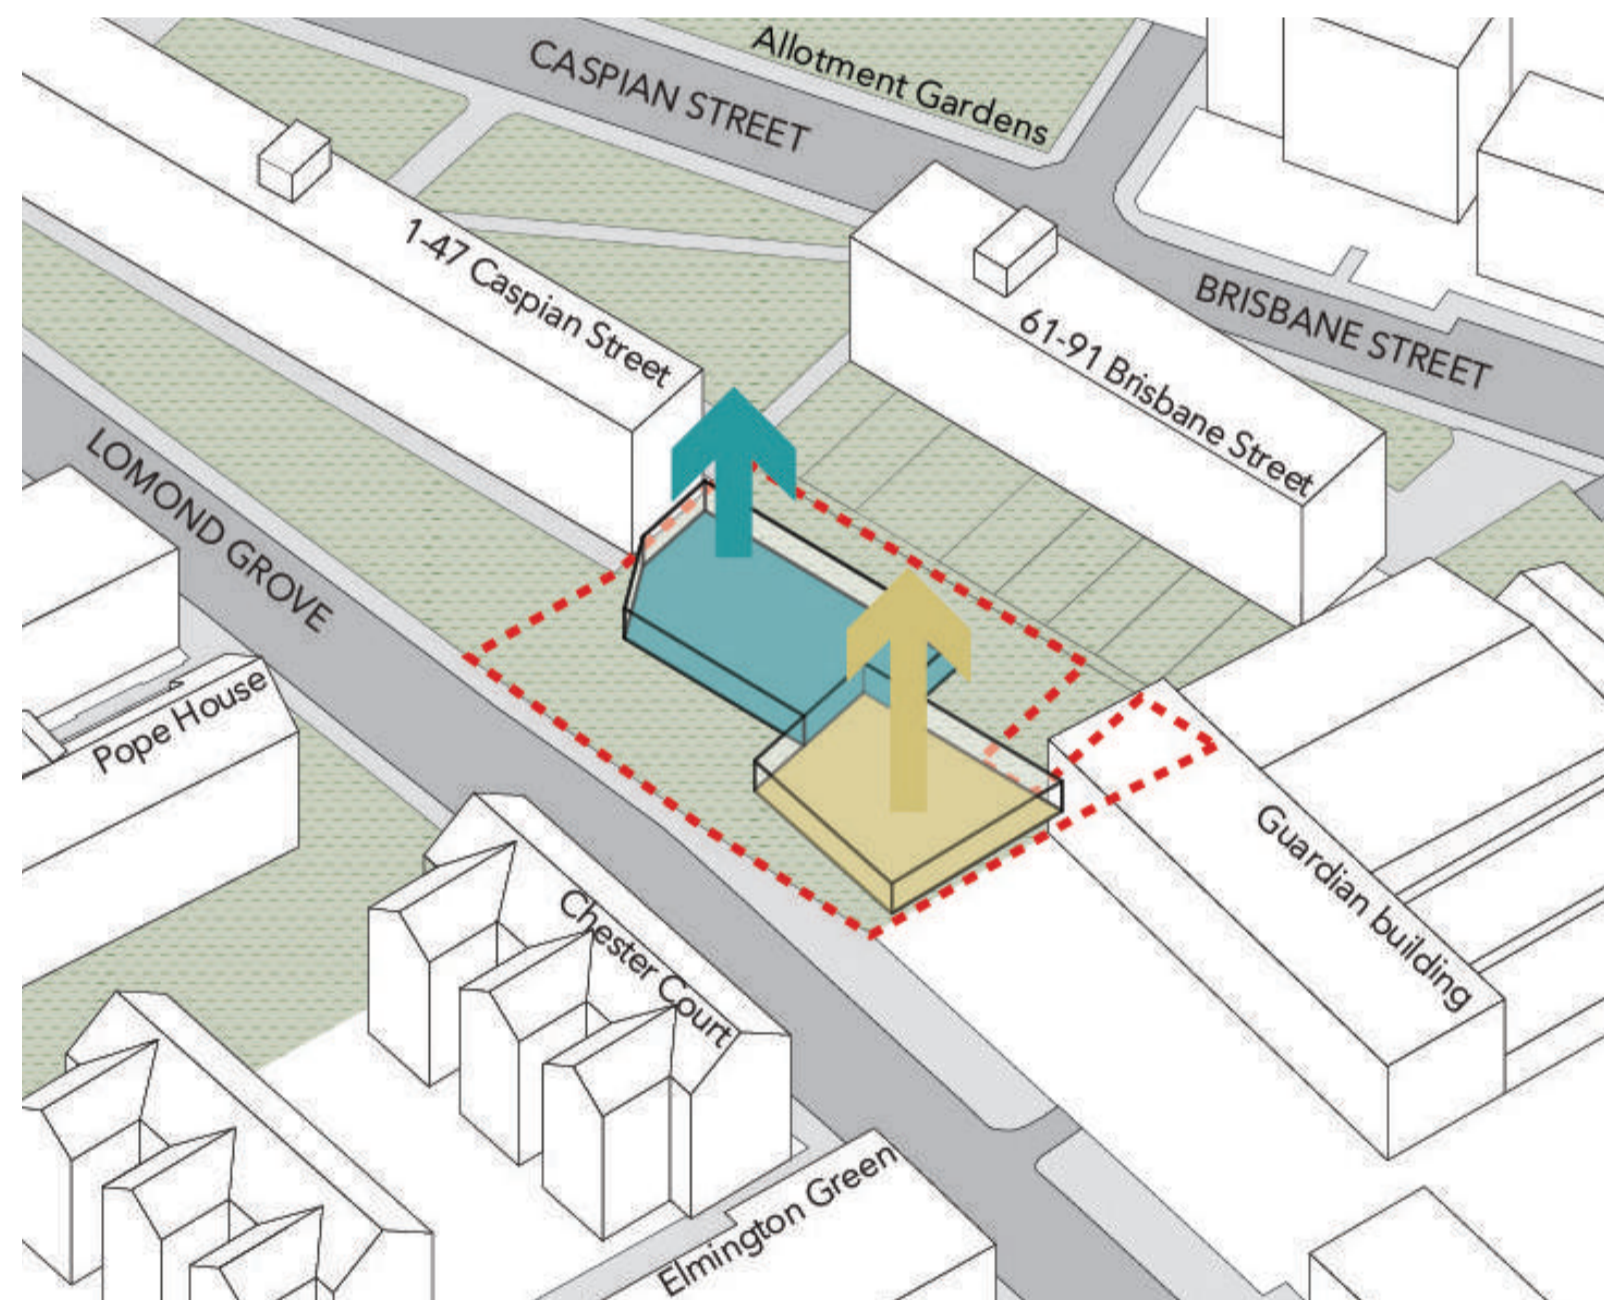 Allotment Gardens
CASPIAN STREET
1-47 Caspian Street
BRISBANE STREET
61-91 Brisbane Street
LOMOND GROVE
Pope House
Guardian building
Chester Court
Elmington Green